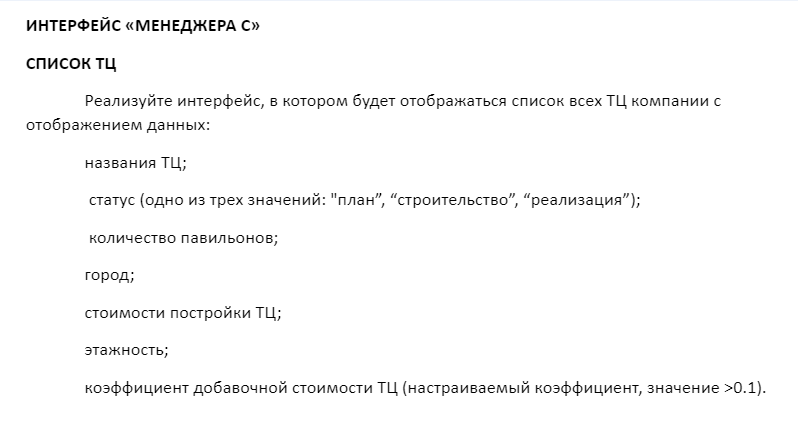 ИНТЕРФЕЙС «МЕНЕДЖЕРА С»
СПИСОК ТЦ
Реализуйте интерфейс, в котором будет отображаться список всех ТЦ компании с
отображением данных:
названия ТЦ;
статус (одно из трех значений: "план”, “строительство”, “реализация”);
количество павильонов;
город;
стоимости постройки ТЦ;
этажность;
коэффициент добавочной стоимости ТЦ (настраиваемый коэффициент, значение >0.1).